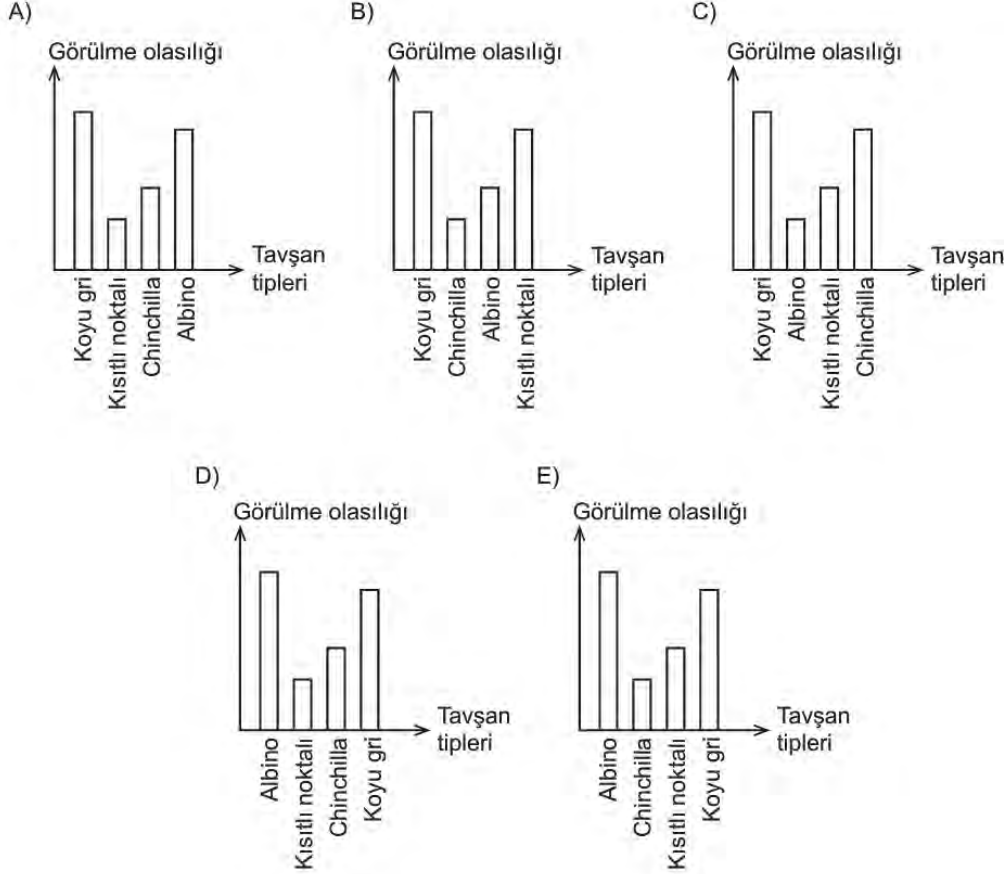 A)
Görülme olasılığı
Koyu gri
Kısıtlı noktalı
Chinchilla
Albino
Tavşan
tipleri
B)
Görülme olasılığı
Koyu gri
Chinchilla
Albino
Kısıtlı noktalı
Tavşan
tipleri
C)
Görülme olasılığı
Koyu gri
Albino
Kısıtlı noktalı
Chinchilla
Tavşan
tipleri
D)
Görülme olasılığı
Albino
Kısıtlı noktalı
Chinchilla
Koyu gri
Tavşan
tipleri
E)
Görülme olasılığı
Albino
Chinchilla
Kısıtlı noktalı
Koyu gri
Tavşan
tipleri